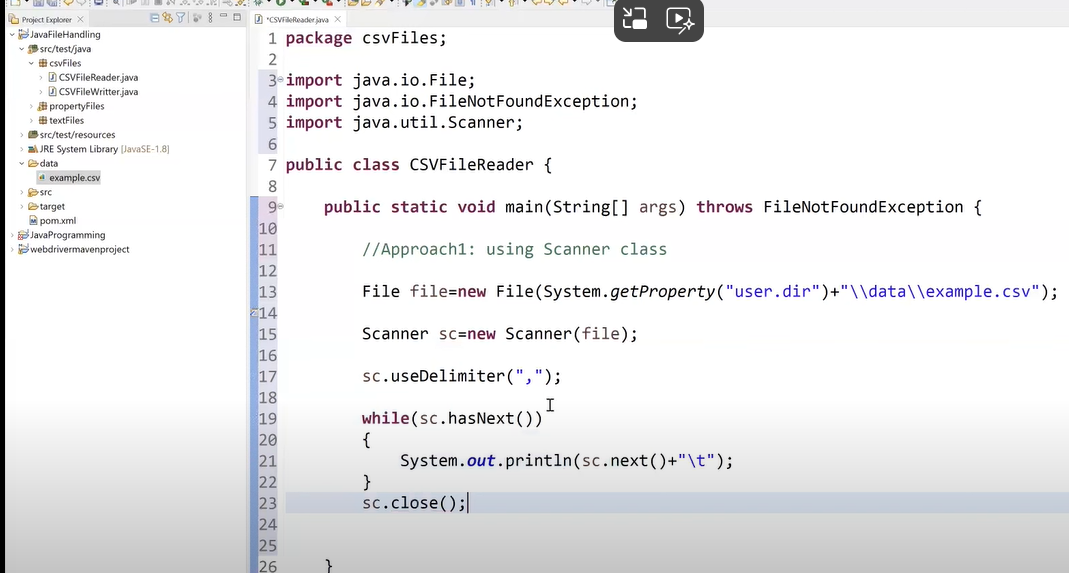 Project Explorer
*CSVFileReader.java
JavaFileHandling
src/test/java
csvFiles
CSVFileReader.java
CSVFileWritter.java
propertyFiles
textFiles
src/test/resources
JRE System Library [JavaSE-1.8]
data
example.csv
src
target
pom.xml
JavaProgramming
webdrivermavenproject
1 package csvFiles;
2
3 import java.io.File;
4 import java.io.FileNotFoundException;
5 import java.util.Scanner;
6
7 public class CSVFileReader {
8
9 public static void main(String[] args) throws FileNotFoundException {
10
11 //Approach1: using Scanner class
12
13 File file=new File(System.getProperty("user.dir")+"\\data\\example.csv");
14
15 Scanner sc=new Scanner(file);
16
17 sc.useDelimiter(",");
18
19 while(sc.hasNext())
20 {
21 System.out.println(sc.next()+"\t");
22 }
23 sc.close();
24
25
26 }